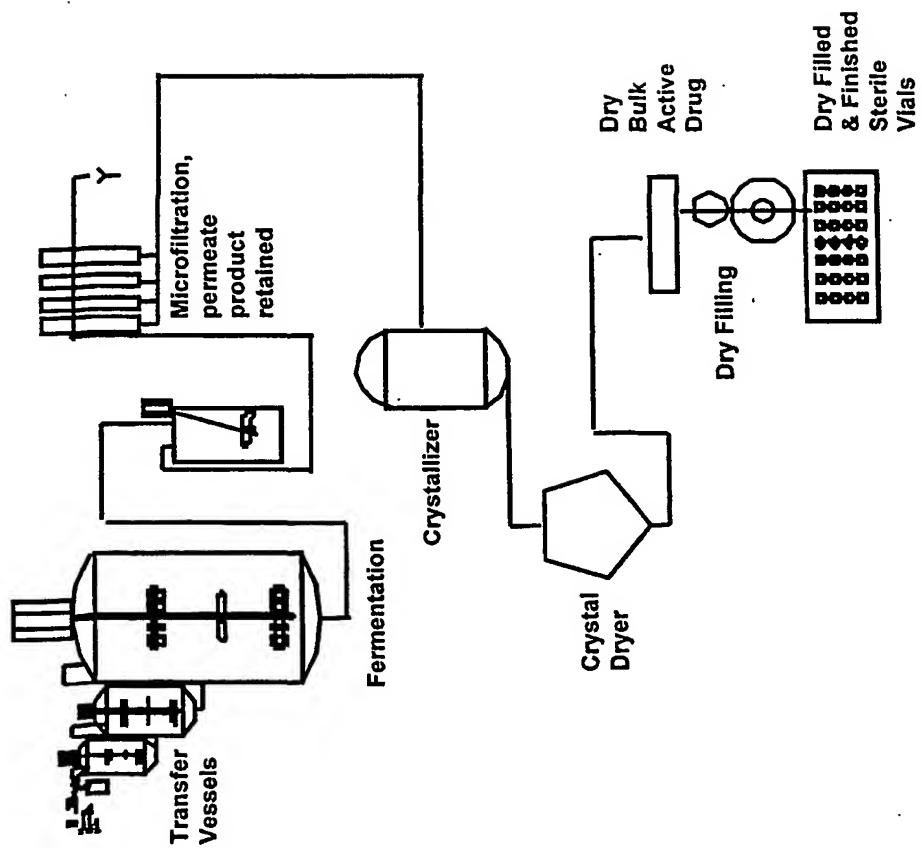 Transfer
Vessels
Fermentation
Microfiltration,
permeate
product
retained
Crystallizer
Crystal
Dryer
Dry
Bulk
Active
Drug
Dry Filling
Dry Filled
& Finished
Sterile
Vials